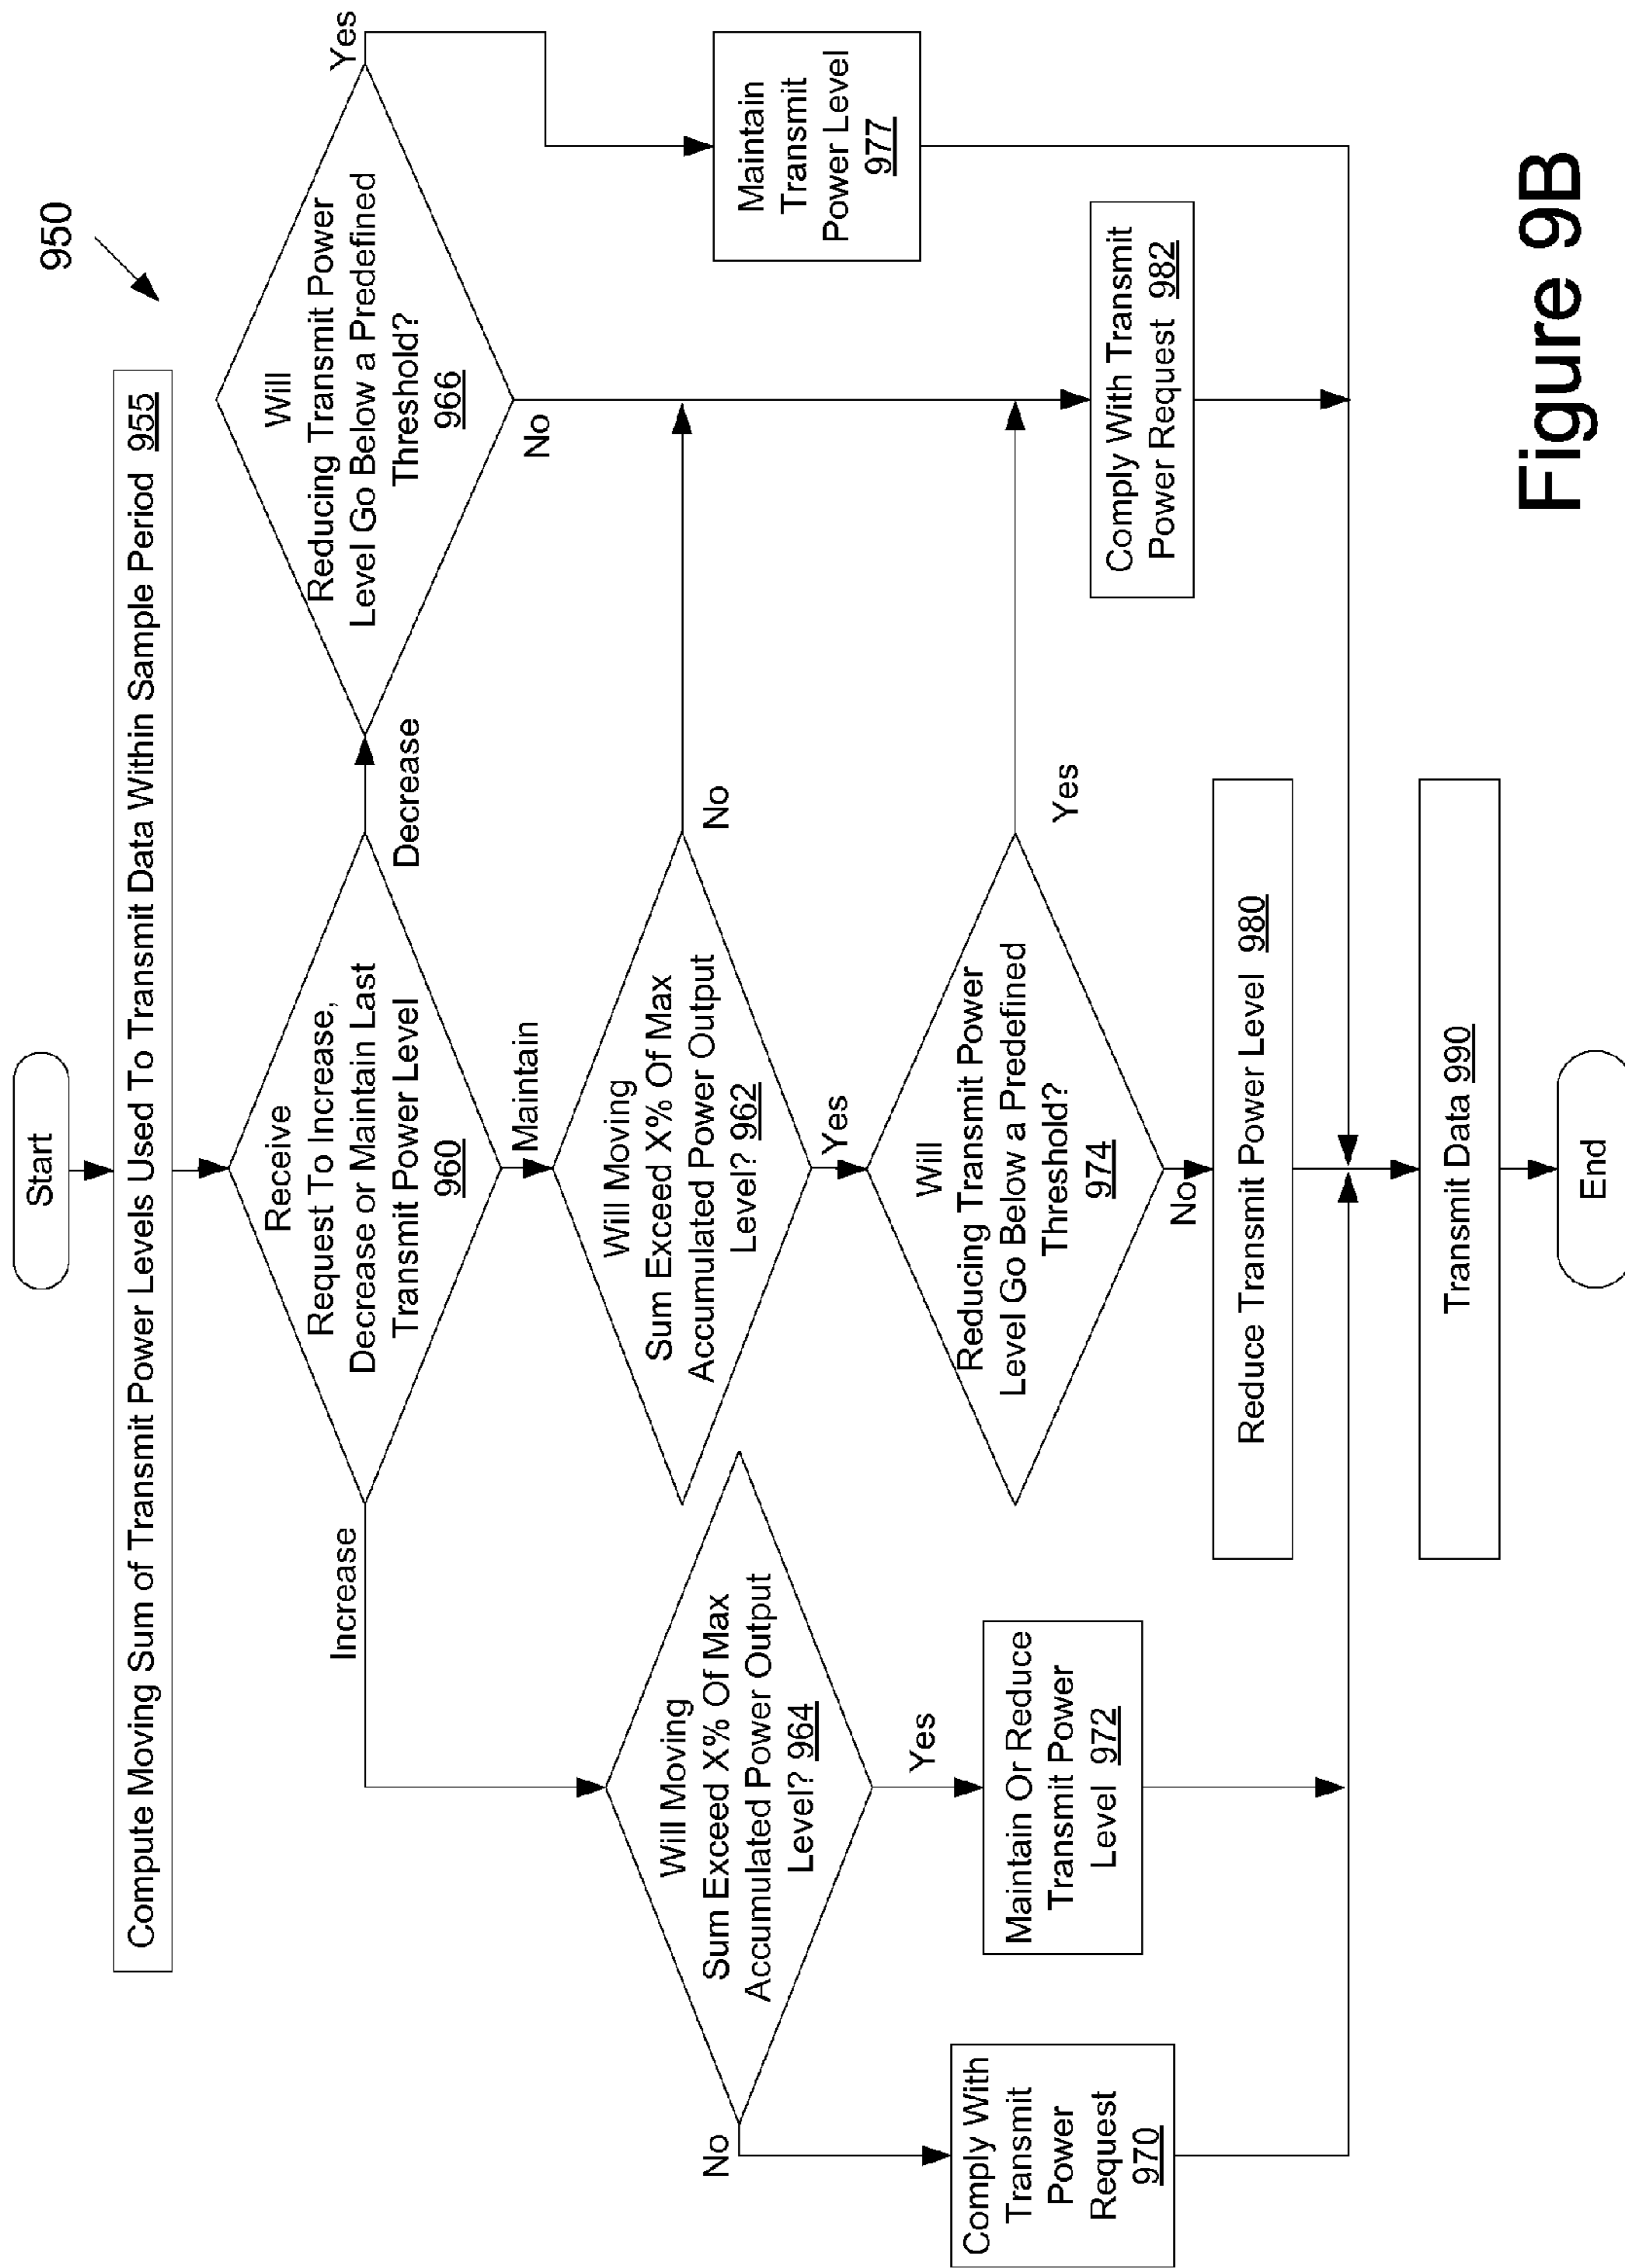 950
Start
Compute Moving Sum of Transmit Power Levels Used To Transmit Data Within Sample Period 955
Receive
Request To Increase,
Decrease or Maintain Last
Transmit Power Level
960
Increase
Decrease
Maintain
Will
Reducing Transmit Power
Level Go Below a Predefined
Threshold?
966
Yes
No
Will Moving
Sum Exceed X% Of Max
Accumulated Power Output
Level? 964
No
Yes
Will Moving
Sum Exceed X% Of Max
Accumulated Power Output
Level? 962
No
Yes
Maintain
Transmit
Power Level
977
Comply With
Transmit
Power
Request
970
Maintain Or Reduce
Transmit Power
Level 972
Will
Reducing Transmit Power
Level Go Below a Predefined
Threshold?
974
Yes
No
Comply With Transmit
Power Request 982
Reduce Transmit Power Level 980
Transmit Data 990
End
Figure 9B